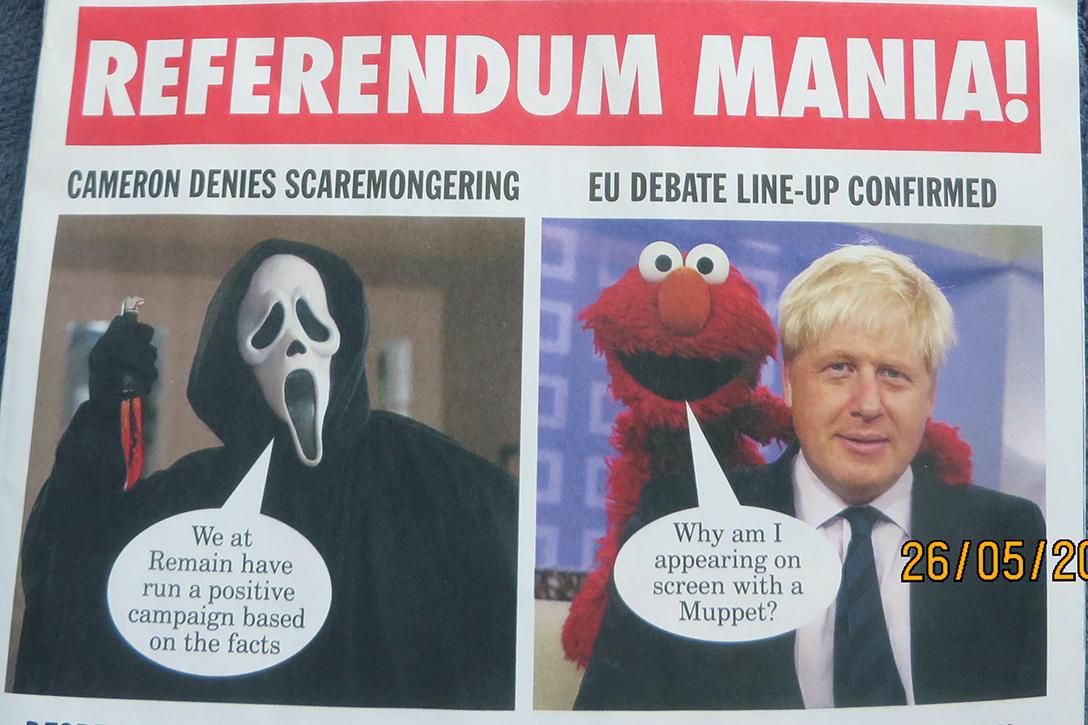 REFERENDUM MANIA!
CAMERON DENIES SCAREMONGERING
We at
Remain have
run a positive
campaign based
on the facts
EU DEBATE LINE-UP CONFIRMED
Why am I
appearing on
screen with a
Muppet?
26/05/20